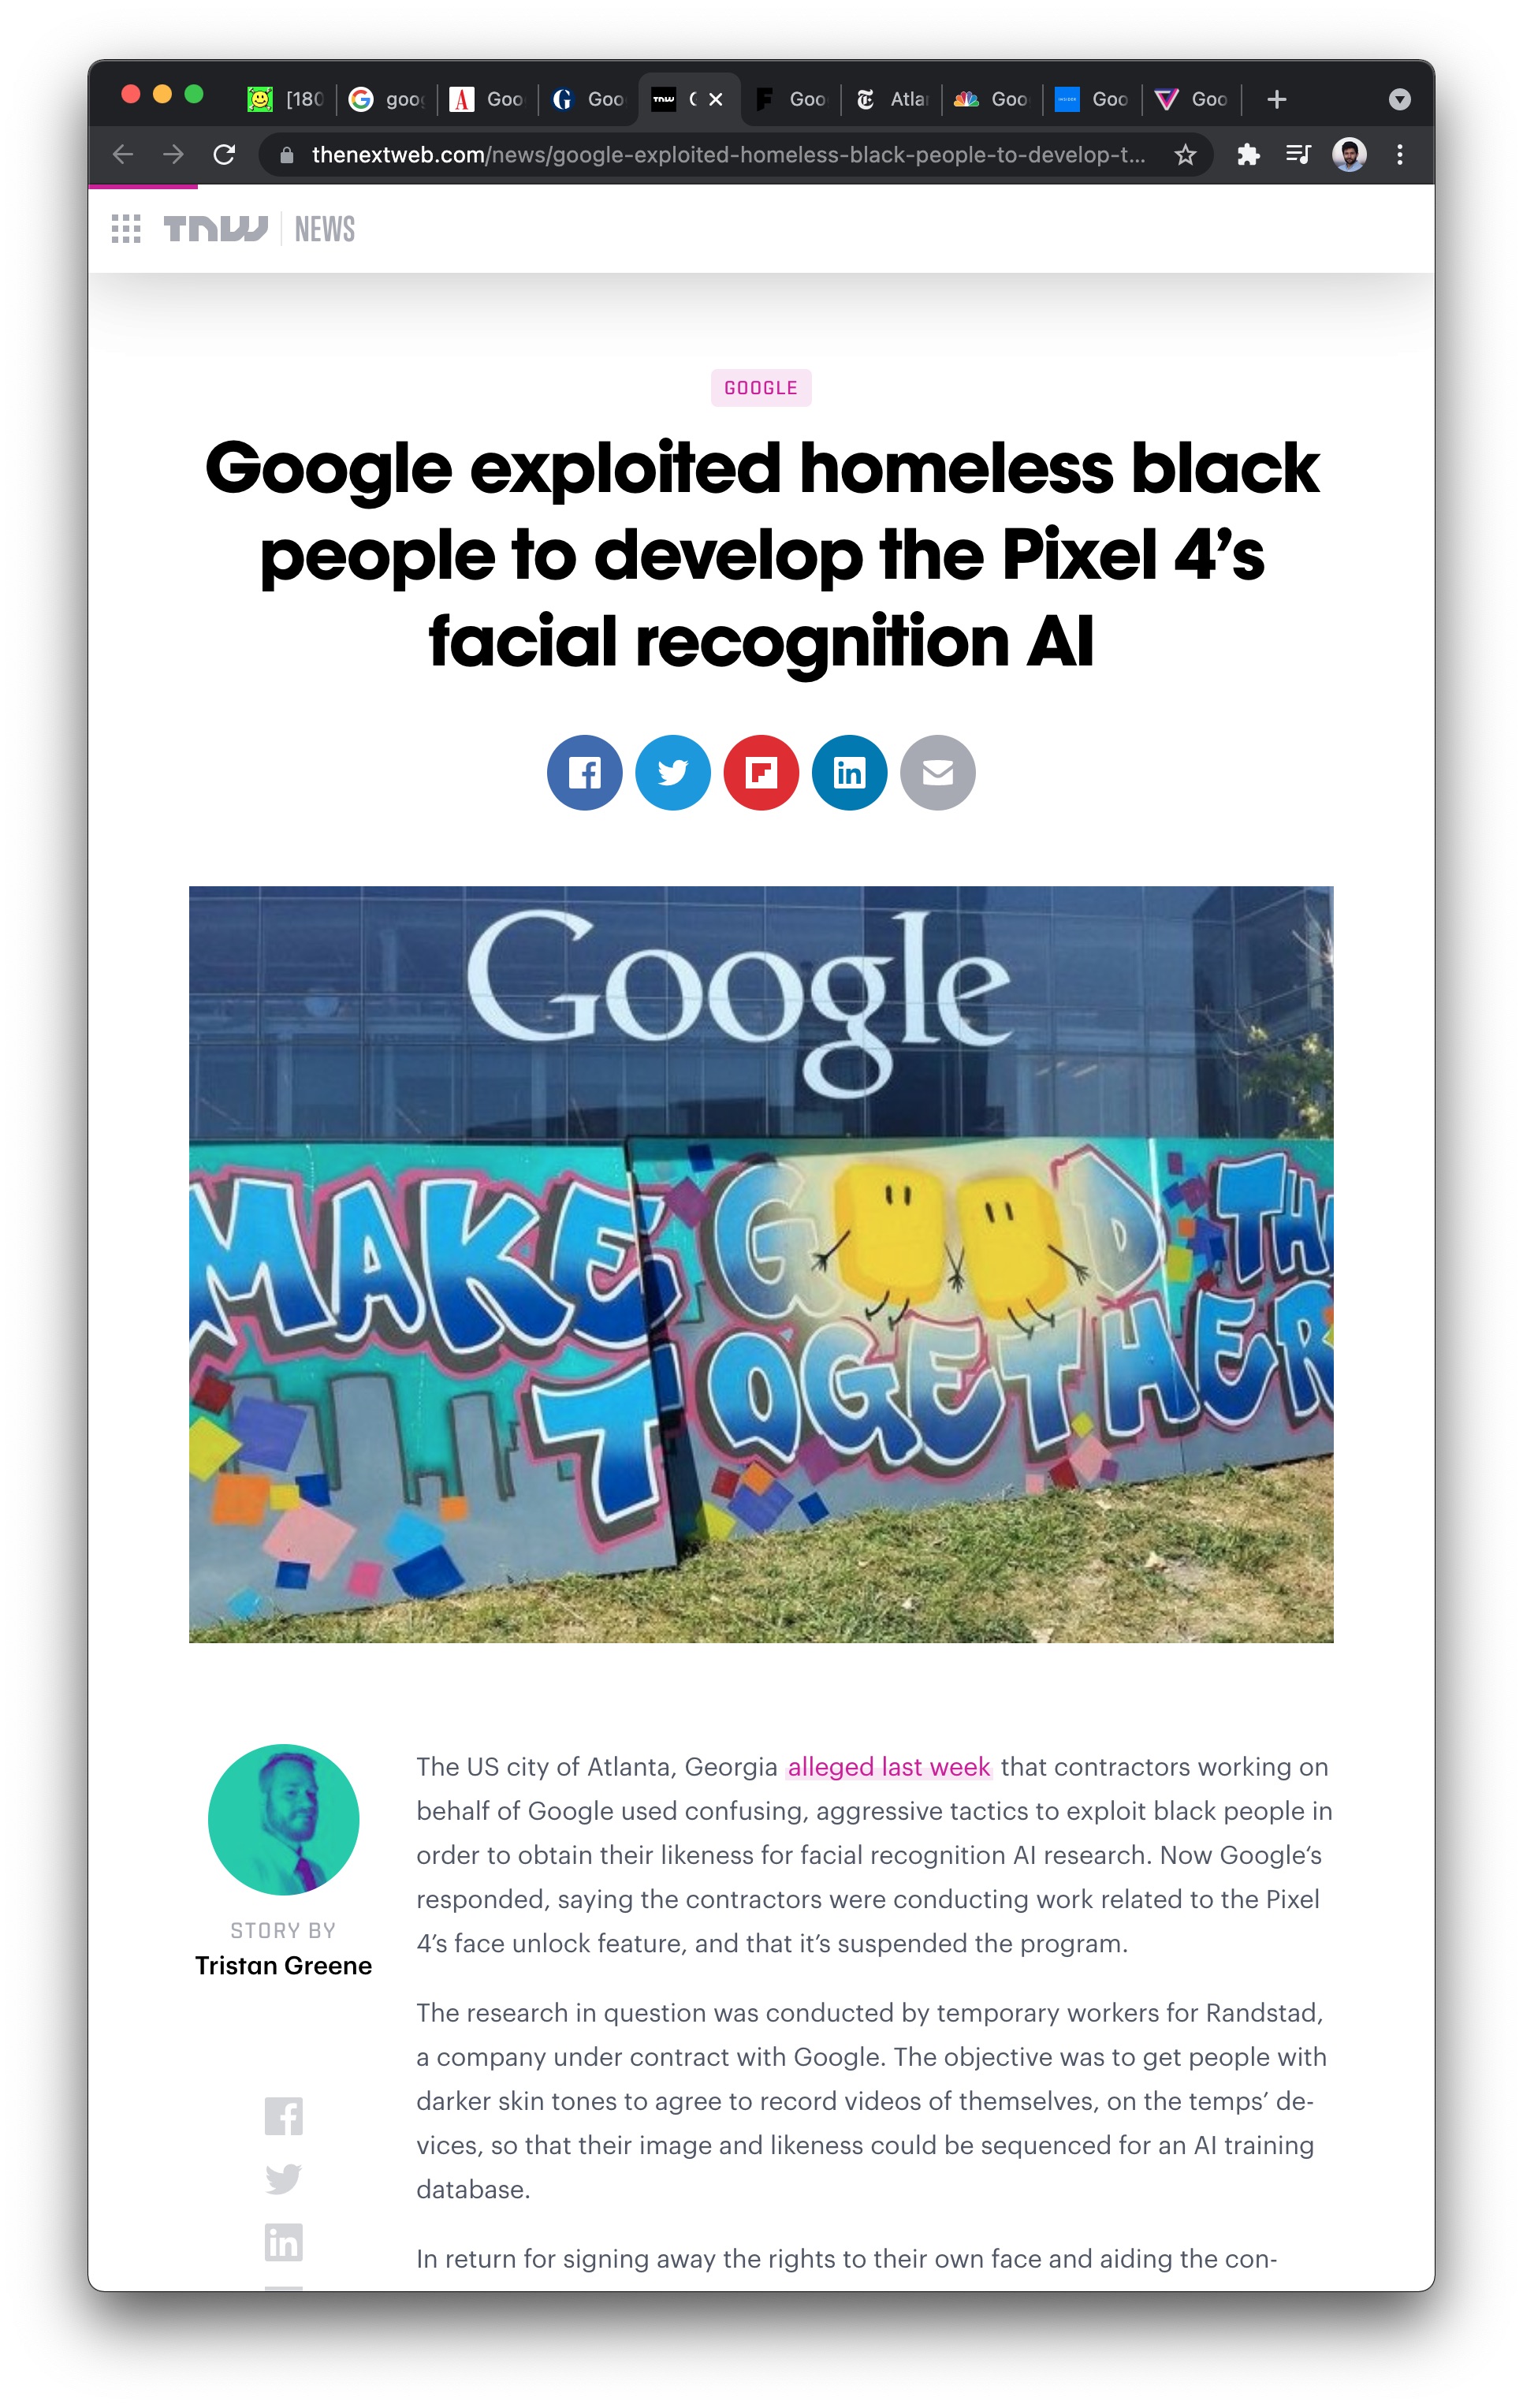 [180
goo
Goo
Goo
Goo
Atla
Goo
Goo
Goo
thenextweb.com/news/google-exploited-homeless-black-people-to-develop-t...
TNW NEWS
GOOGLE
Google exploited homeless black
people to develop the Pixel 4’s
facial recognition AI
Google
MAKE GOOD TH
TOGETHER
The US city of Atlanta, Georgia alleged last week that contractors working on
behalf of Google used confusing, aggressive tactics to exploit black people in
order to obtain their likeness for facial recognition AI research. Now Google’s
responded, saying the contractors were conducting work related to the Pixel
4’s face unlock feature, and that it’s suspended the program.
STORY BY
Tristan Greene
The research in question was conducted by temporary workers for Randstad,
a company under contract with Google. The objective was to get people with
darker skin tones to agree to record videos of themselves, on the temps’ de-
vices, so that their image and likeness could be sequenced for an AI training
database.
In return for signing away the rights to their own face and aiding the con-